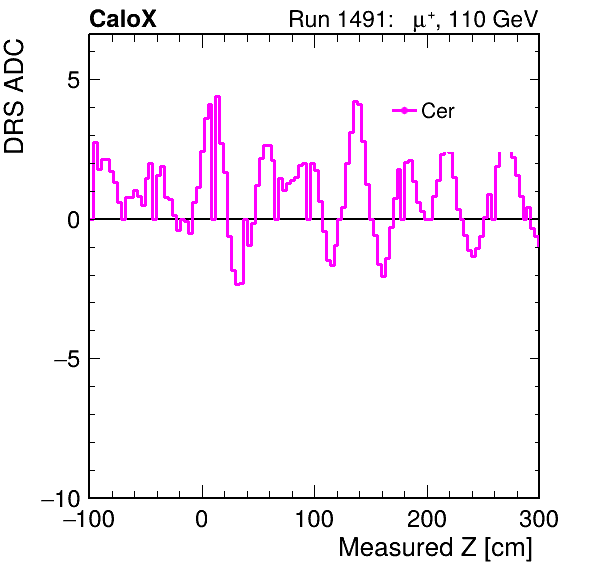 CaloX Run 1491: μ⁺, 110 GeV
DRS ADC
Cer
5
0
−5
−10
−100 0 100 200 300
Measured Z [cm]